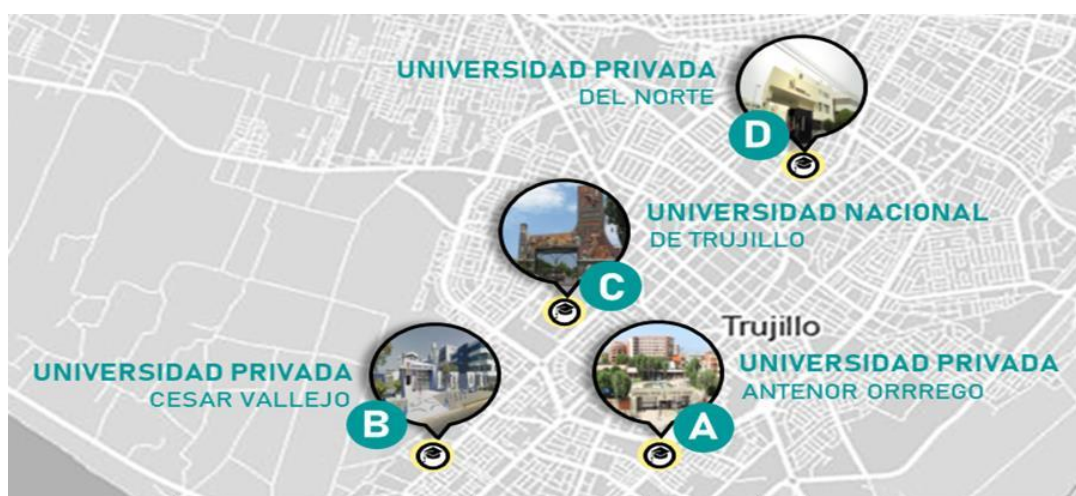 UNIVERSIDAD PRIVADA
DEL NORTE
D
UNIVERSIDAD NACIONAL
DE TRUJILLO
C
Trujillo
UNIVERSIDAD PRIVADA
CESAR VALLEJO
B
UNIVERSIDAD PRIVADA
ANTENOR ORRREGO
A